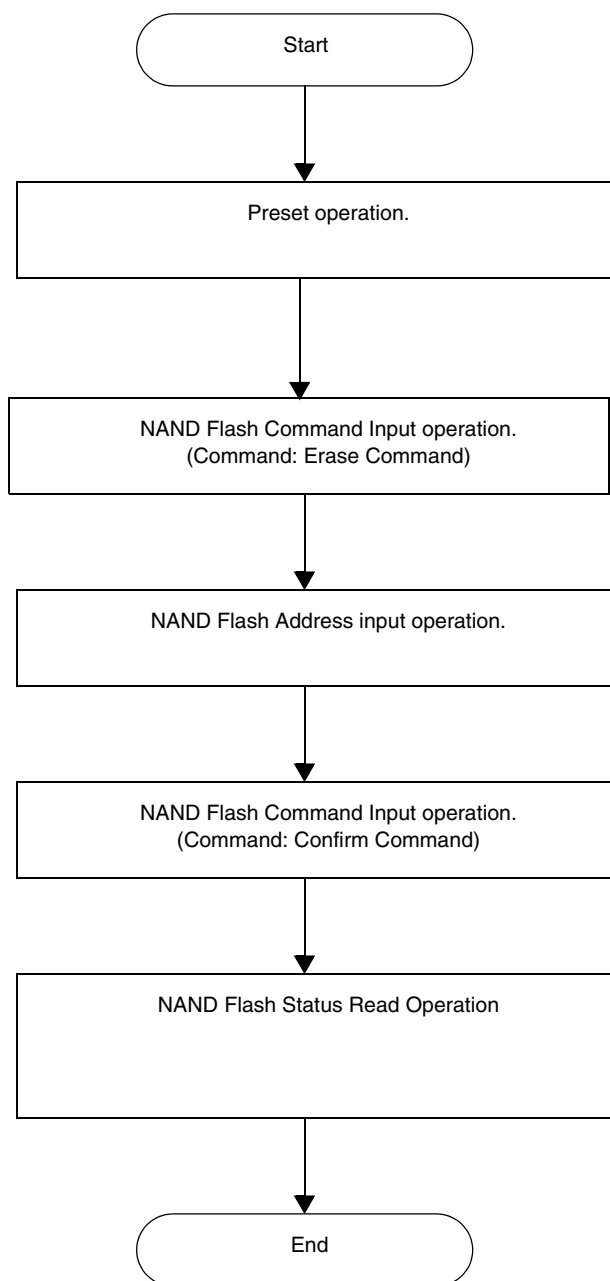 Start
Preset operation.
NAND Flash Command Input operation.
(Command: Erase Command)
NAND Flash Address input operation.
NAND Flash Command Input operation.
(Command: Confirm Command)
NAND Flash Status Read Operation
End